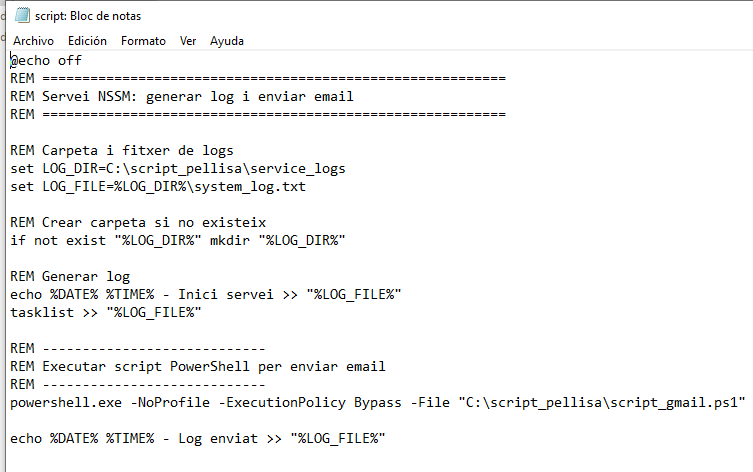 script: Bloc de notas
Archivo Edición Formato Ver Ayuda
@echo off
REM ==========================================================
REM Servei NSSM: generar log i enviar email
REM ==========================================================
REM Carpeta i fitxer de logs
set LOG_DIR=C:\script_pellisa\service_logs
set LOG_FILE=%LOG_DIR%\system_log.txt
REM Crear carpeta si no existeix
if not exist "%LOG_DIR%" mkdir "%LOG_DIR%"
REM Generar log
echo %DATE% %TIME% - Inici servei >> "%LOG_FILE%"
tasklist >> "%LOG_FILE%"
REM ----------------------------
REM Executar script PowerShell per enviar email
REM ----------------------------
powershell.exe -NoProfile -ExecutionPolicy Bypass -File "C:\script_pellisa\script_gmail.ps1"
echo %DATE% %TIME% - Log enviat >> "%LOG_FILE%"